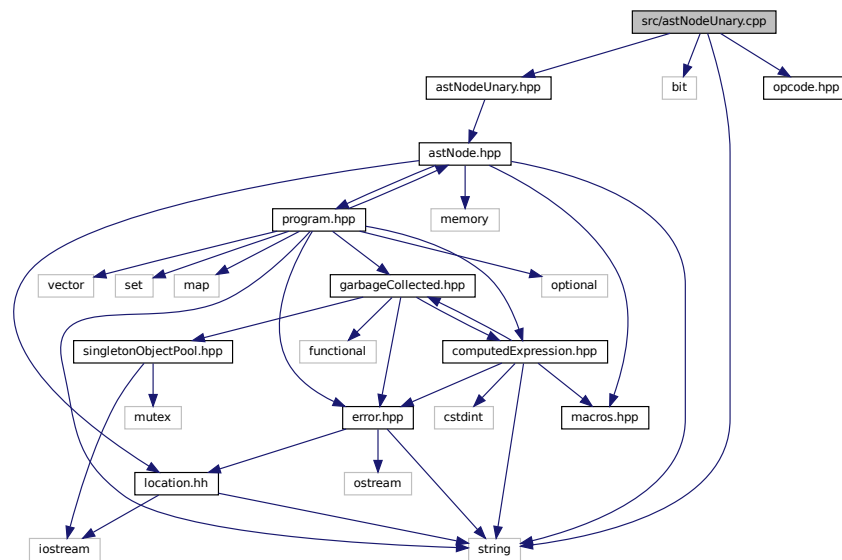 src/astNodeUnary.cpp
astNodeUnary.hpp
bit
opcode.hpp
astNode.hpp
program.hpp
memory
vector
set
map
garbageCollected.hpp
optional
singletonObjectPool.hpp
functional
computedExpression.hpp
mutex
error.hpp
cstdint
macros.hpp
location.hh
ostream
iostream
string